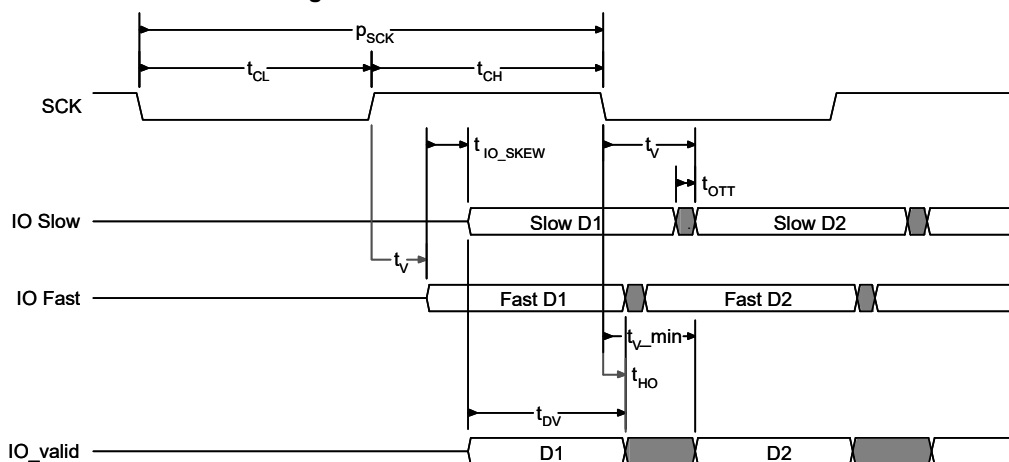 g
pSCK
tCL tCH
SCK
tIO_SKEW tV
tOTT
IO Slow Slow D1 Slow D2
tV
IO Fast Fast D1 Fast D2
tV_min
tHO
tDV
IO_valid D1 D2